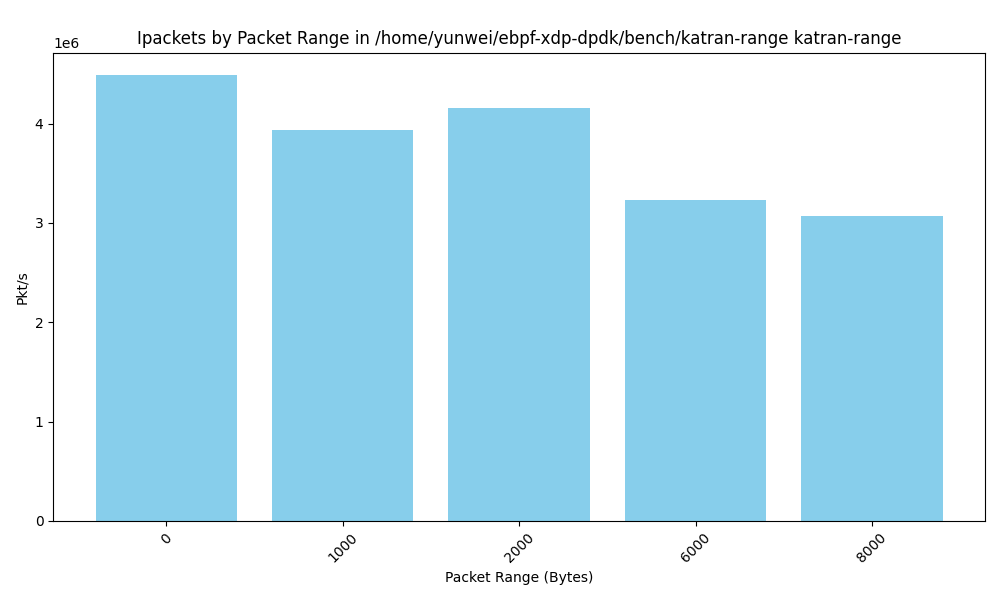 Ipackets by Packet Range in /home/yunwei/ebpf-xdp-dpdk/bench/katran-range katran-range
1e6
4
3
2
1
0
Pkt/s
0
1000
2000
6000
8000
Packet Range (Bytes)